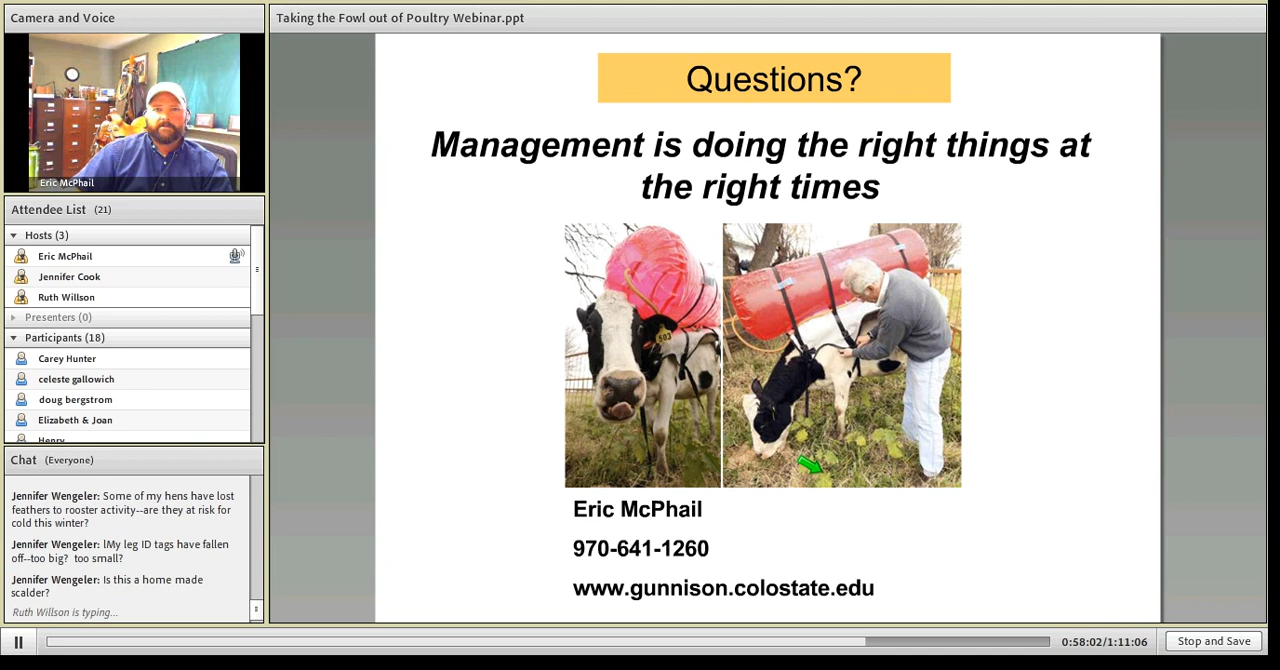 Camera and Voice
Eric McPhail
Attendee List (21)
Hosts (3)
Eric McPhail
Jennifer Cook
Ruth Willson
Presenters (0)
Participants (18)
Carey Hunter
celeste gallowich
doug bergstrom
Elizabeth & Joan
Henry
Chat (Everyone)
Jennifer Wengeler: Some of my hens have lost
feathers to rooster activity--are they at risk for
cold this winter?
Jennifer Wengeler: lMy leg ID tags have fallen
off--too big? too small?
Jennifer Wengeler: Is this a home made
scalder?
Ruth Willson is typing...
Taking the Fowl out of Poultry Webinar.ppt
Questions?
Management is doing the right things at
the right times
503
Eric McPhail
970-641-1260
www.gunnison.colostate.edu
0:58:02/1:11:06
Stop and Save